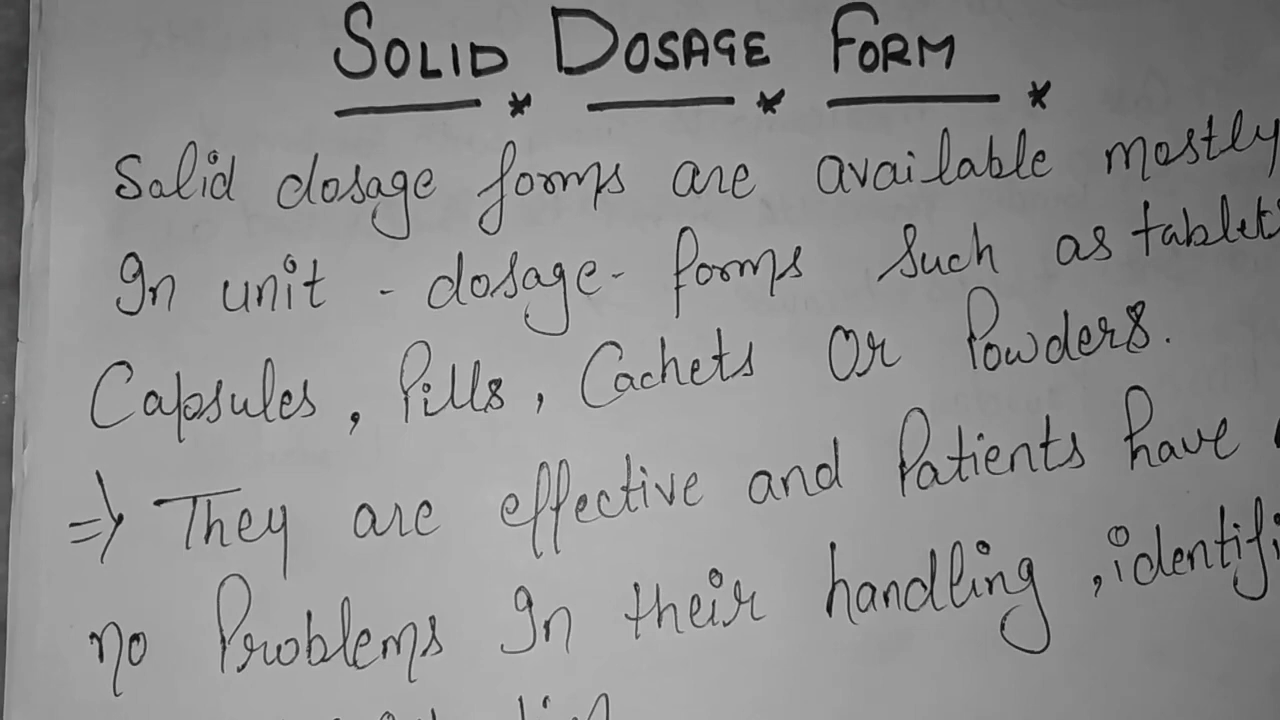 SOLID DOSAGE FORM
Solid dosage forms are available mostly
In unit - dosage - forms such as tablets
Capsules, Pills, Cachets or Powders.
=> They are effective and Patients have
no Problems In their handling, identifi